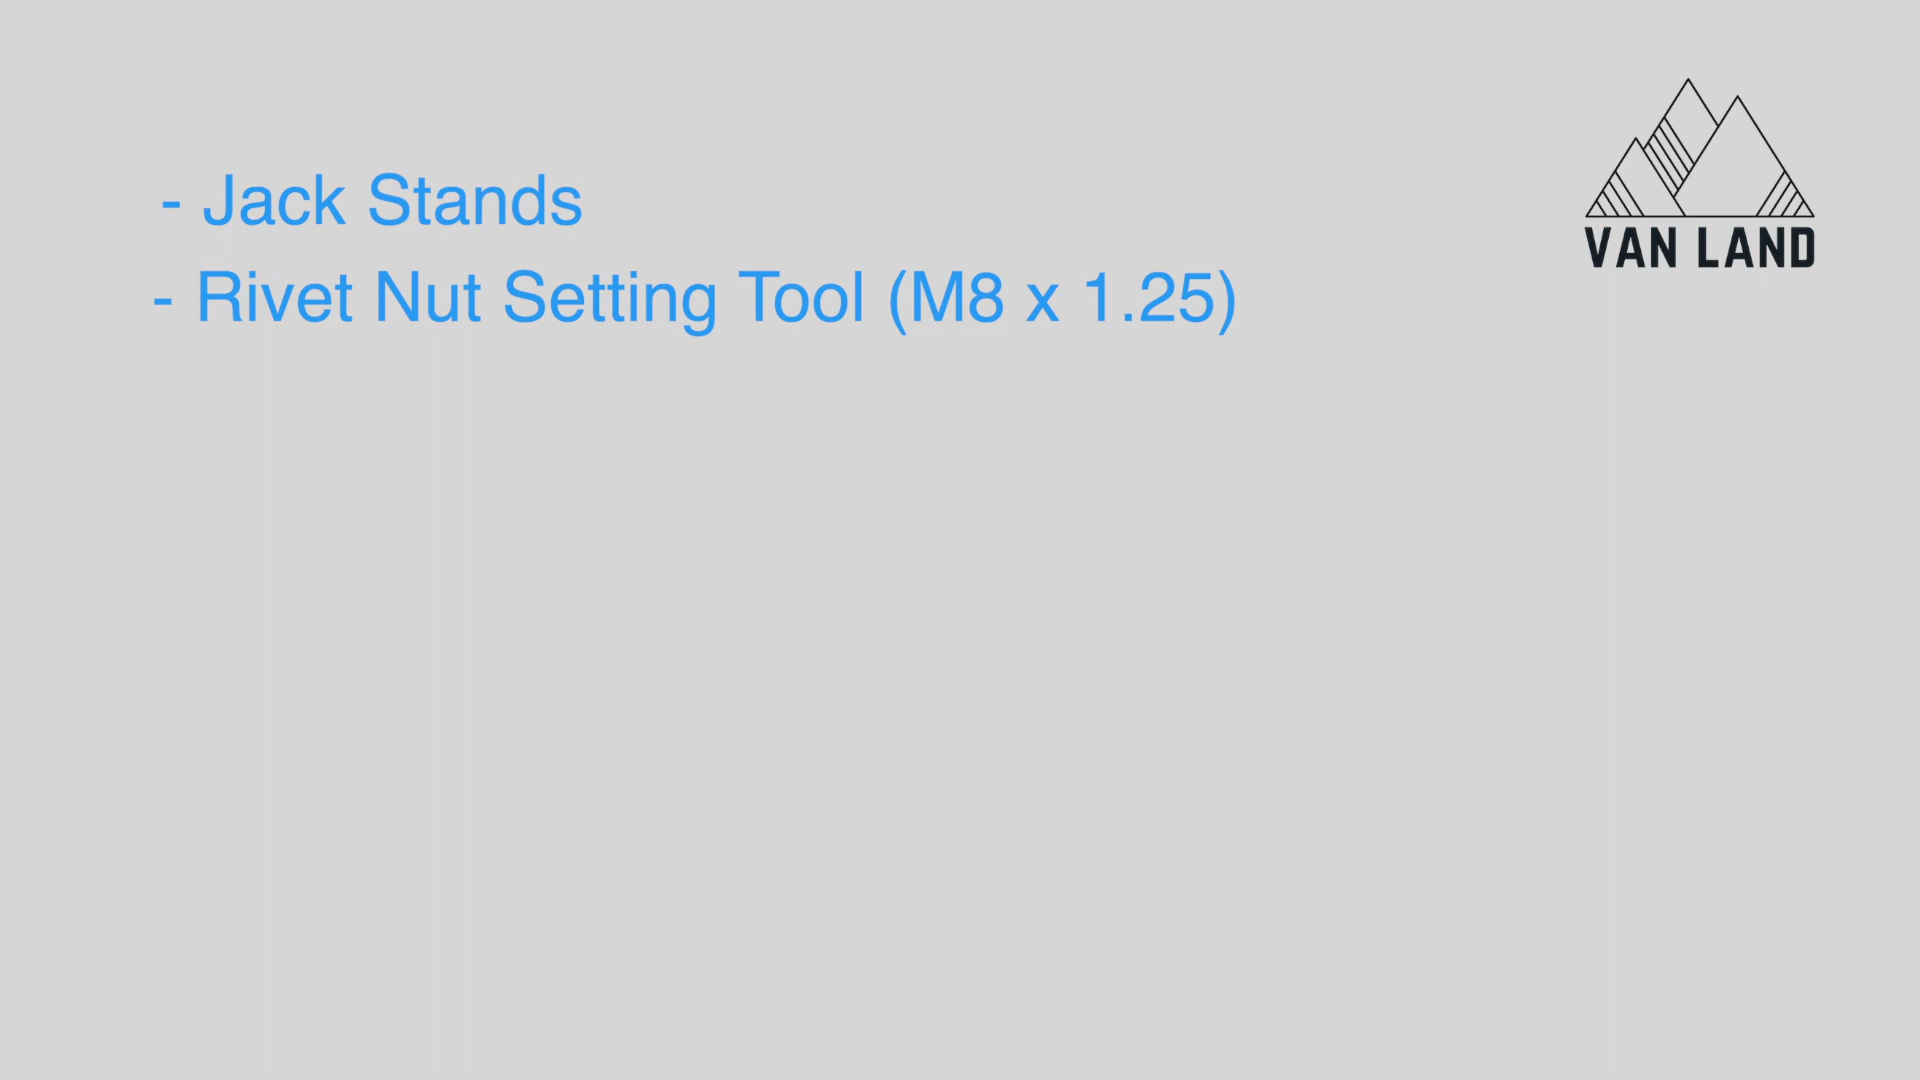 - Jack Stands
- Rivet Nut Setting Tool (M8 x 1.25)
VAN LAND